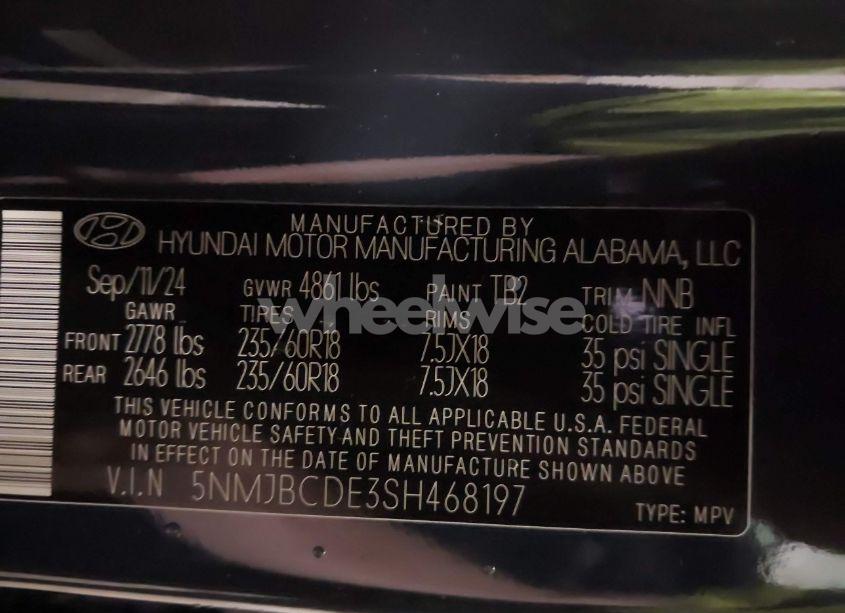 MANUFACTURED BY
HYUNDAI MOTOR MANUFACTURING ALABAMA, LLC
Sep/11/24 GVWR 4861 lbs PAINT TB2 TRIM NNB
GAWR TIRES RIMS COLD TIRE INFL
FRONT 2778 lbs 235/60R18 7.5JX18 35 psi SINGLE
REAR 2646 lbs 235/60R18 7.5JX18 35 psi SINGLE
THIS VEHICLE CONFORMS TO ALL APPLICABLE U.S.A. FEDERAL
MOTOR VEHICLE SAFETY AND THEFT PREVENTION STANDARDS
IN EFFECT ON THE DATE OF MANUFACTURE SHOWN ABOVE
V.I.N 5NMJBCDE3SH468197
TYPE: MPV
wheelwise